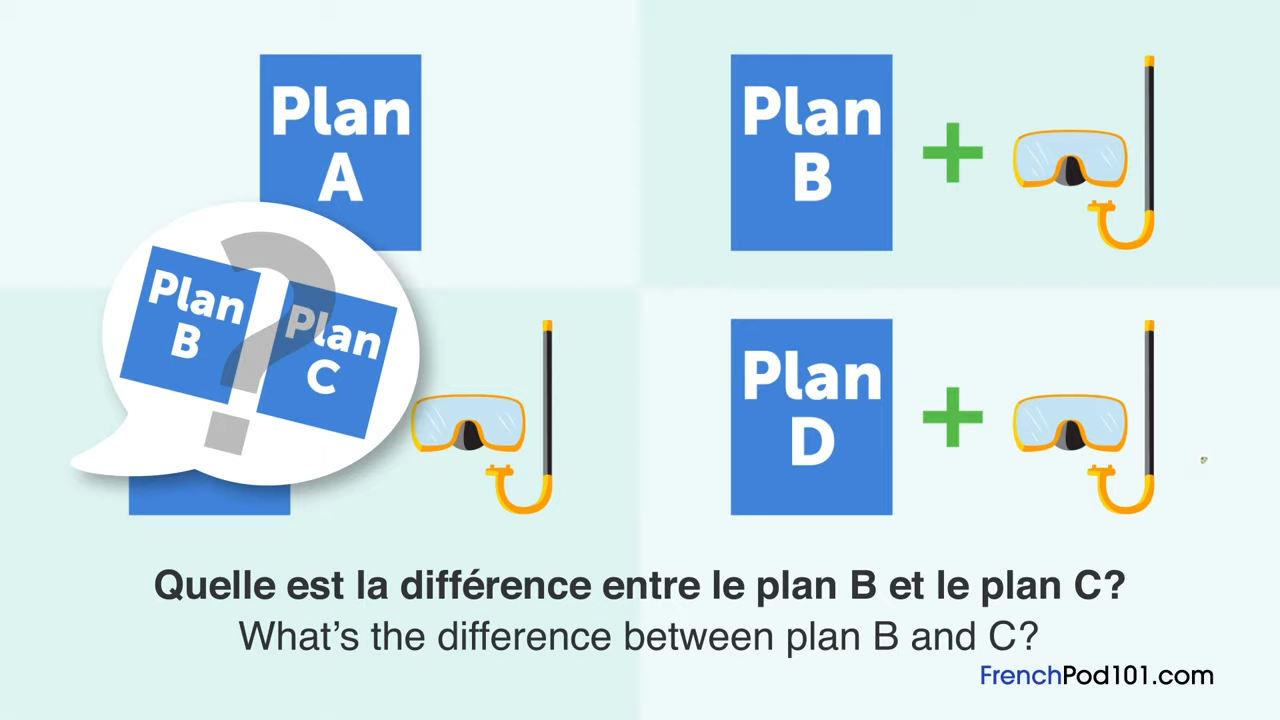 Plan
A
Plan
B
Plan
B
Plan
C
?
Plan
D
Quelle est la différence entre le plan B et le plan C?
What's the difference between plan B and C?
FrenchPod101.com